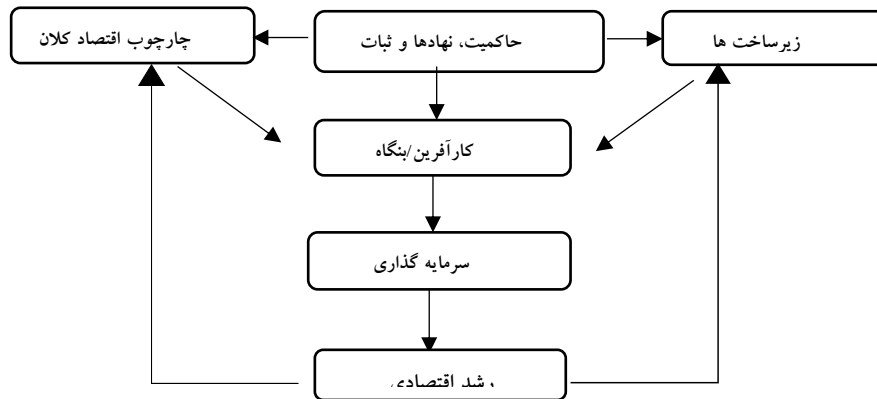 زیرساخت ها
حاکمیت، نهادها و ثبات
چارچوب اقتصاد کلان
کارآفرین/بنگاه
سرمایه گذاری
رشد اقتصادی